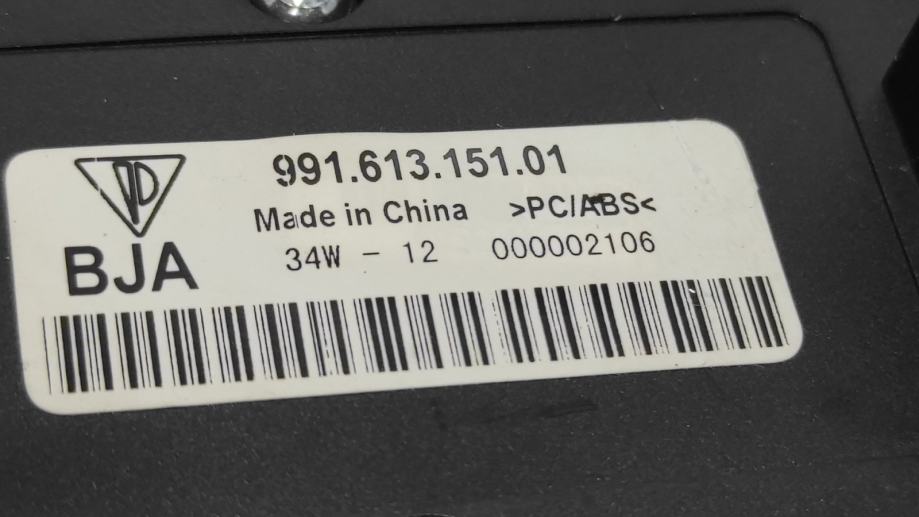 991.613.151.01
Made in China >PC/ABS<
34W - 12 000002106
BJA